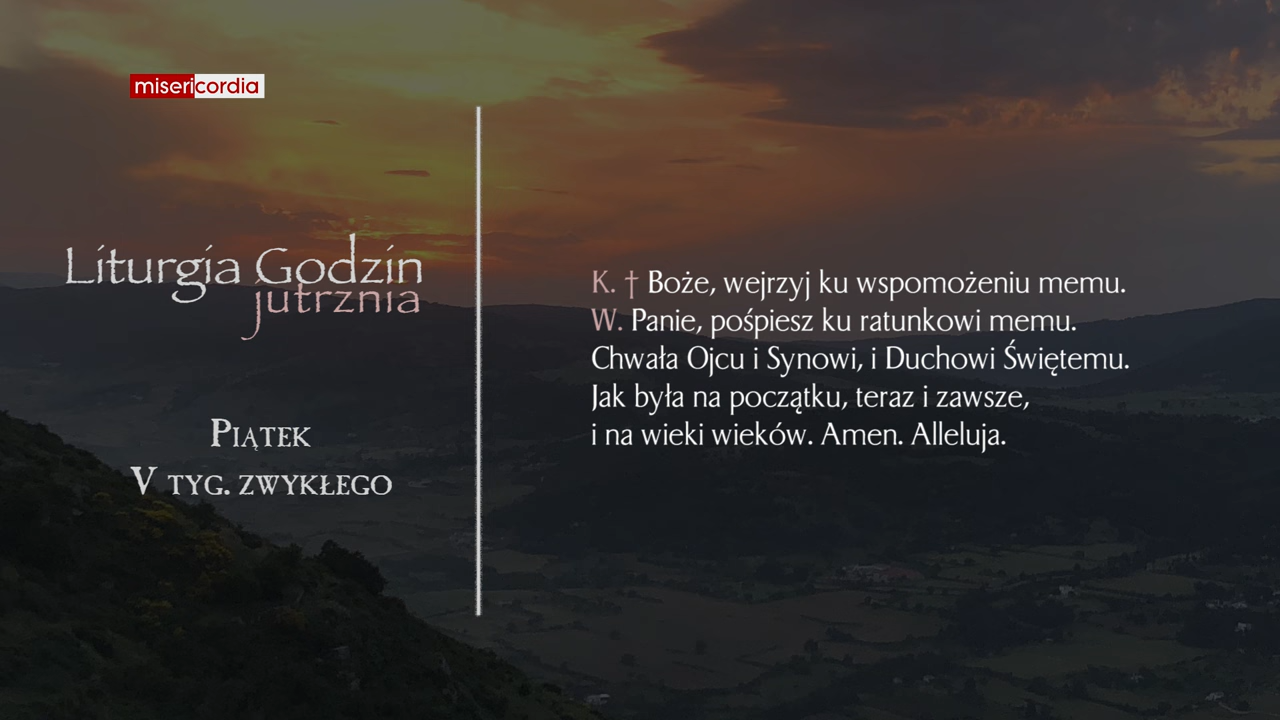 misericordia
Liturgia Godzin
jutrznia
Piątek
V tyg. zwykłego
K. † Boże, wejrzyj ku wspomożeniu memu.
W. Panie, pośpiesz ku ratunkowi memu.
Chwała Ojcu i Synowi, i Duchowi Świętemu.
Jak była na początku, teraz i zawsze,
i na wieki wieków. Amen. Alleluja.